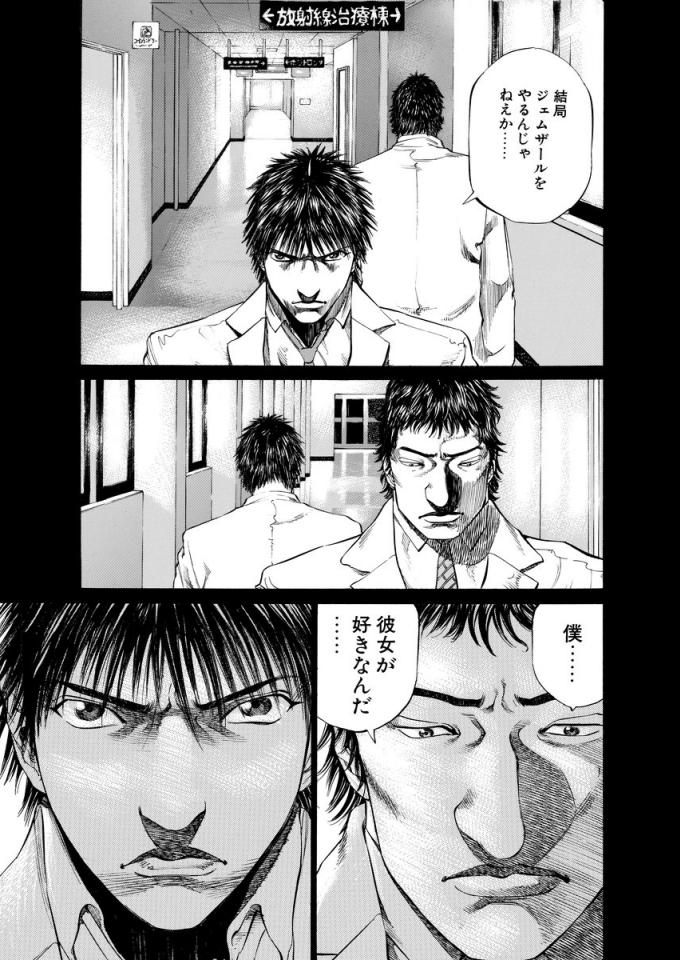 ←放射線治療棟→
結局
ジェムザールを
やるんじゃ
ねえか……
僕……
彼女が
好きなんだ
……